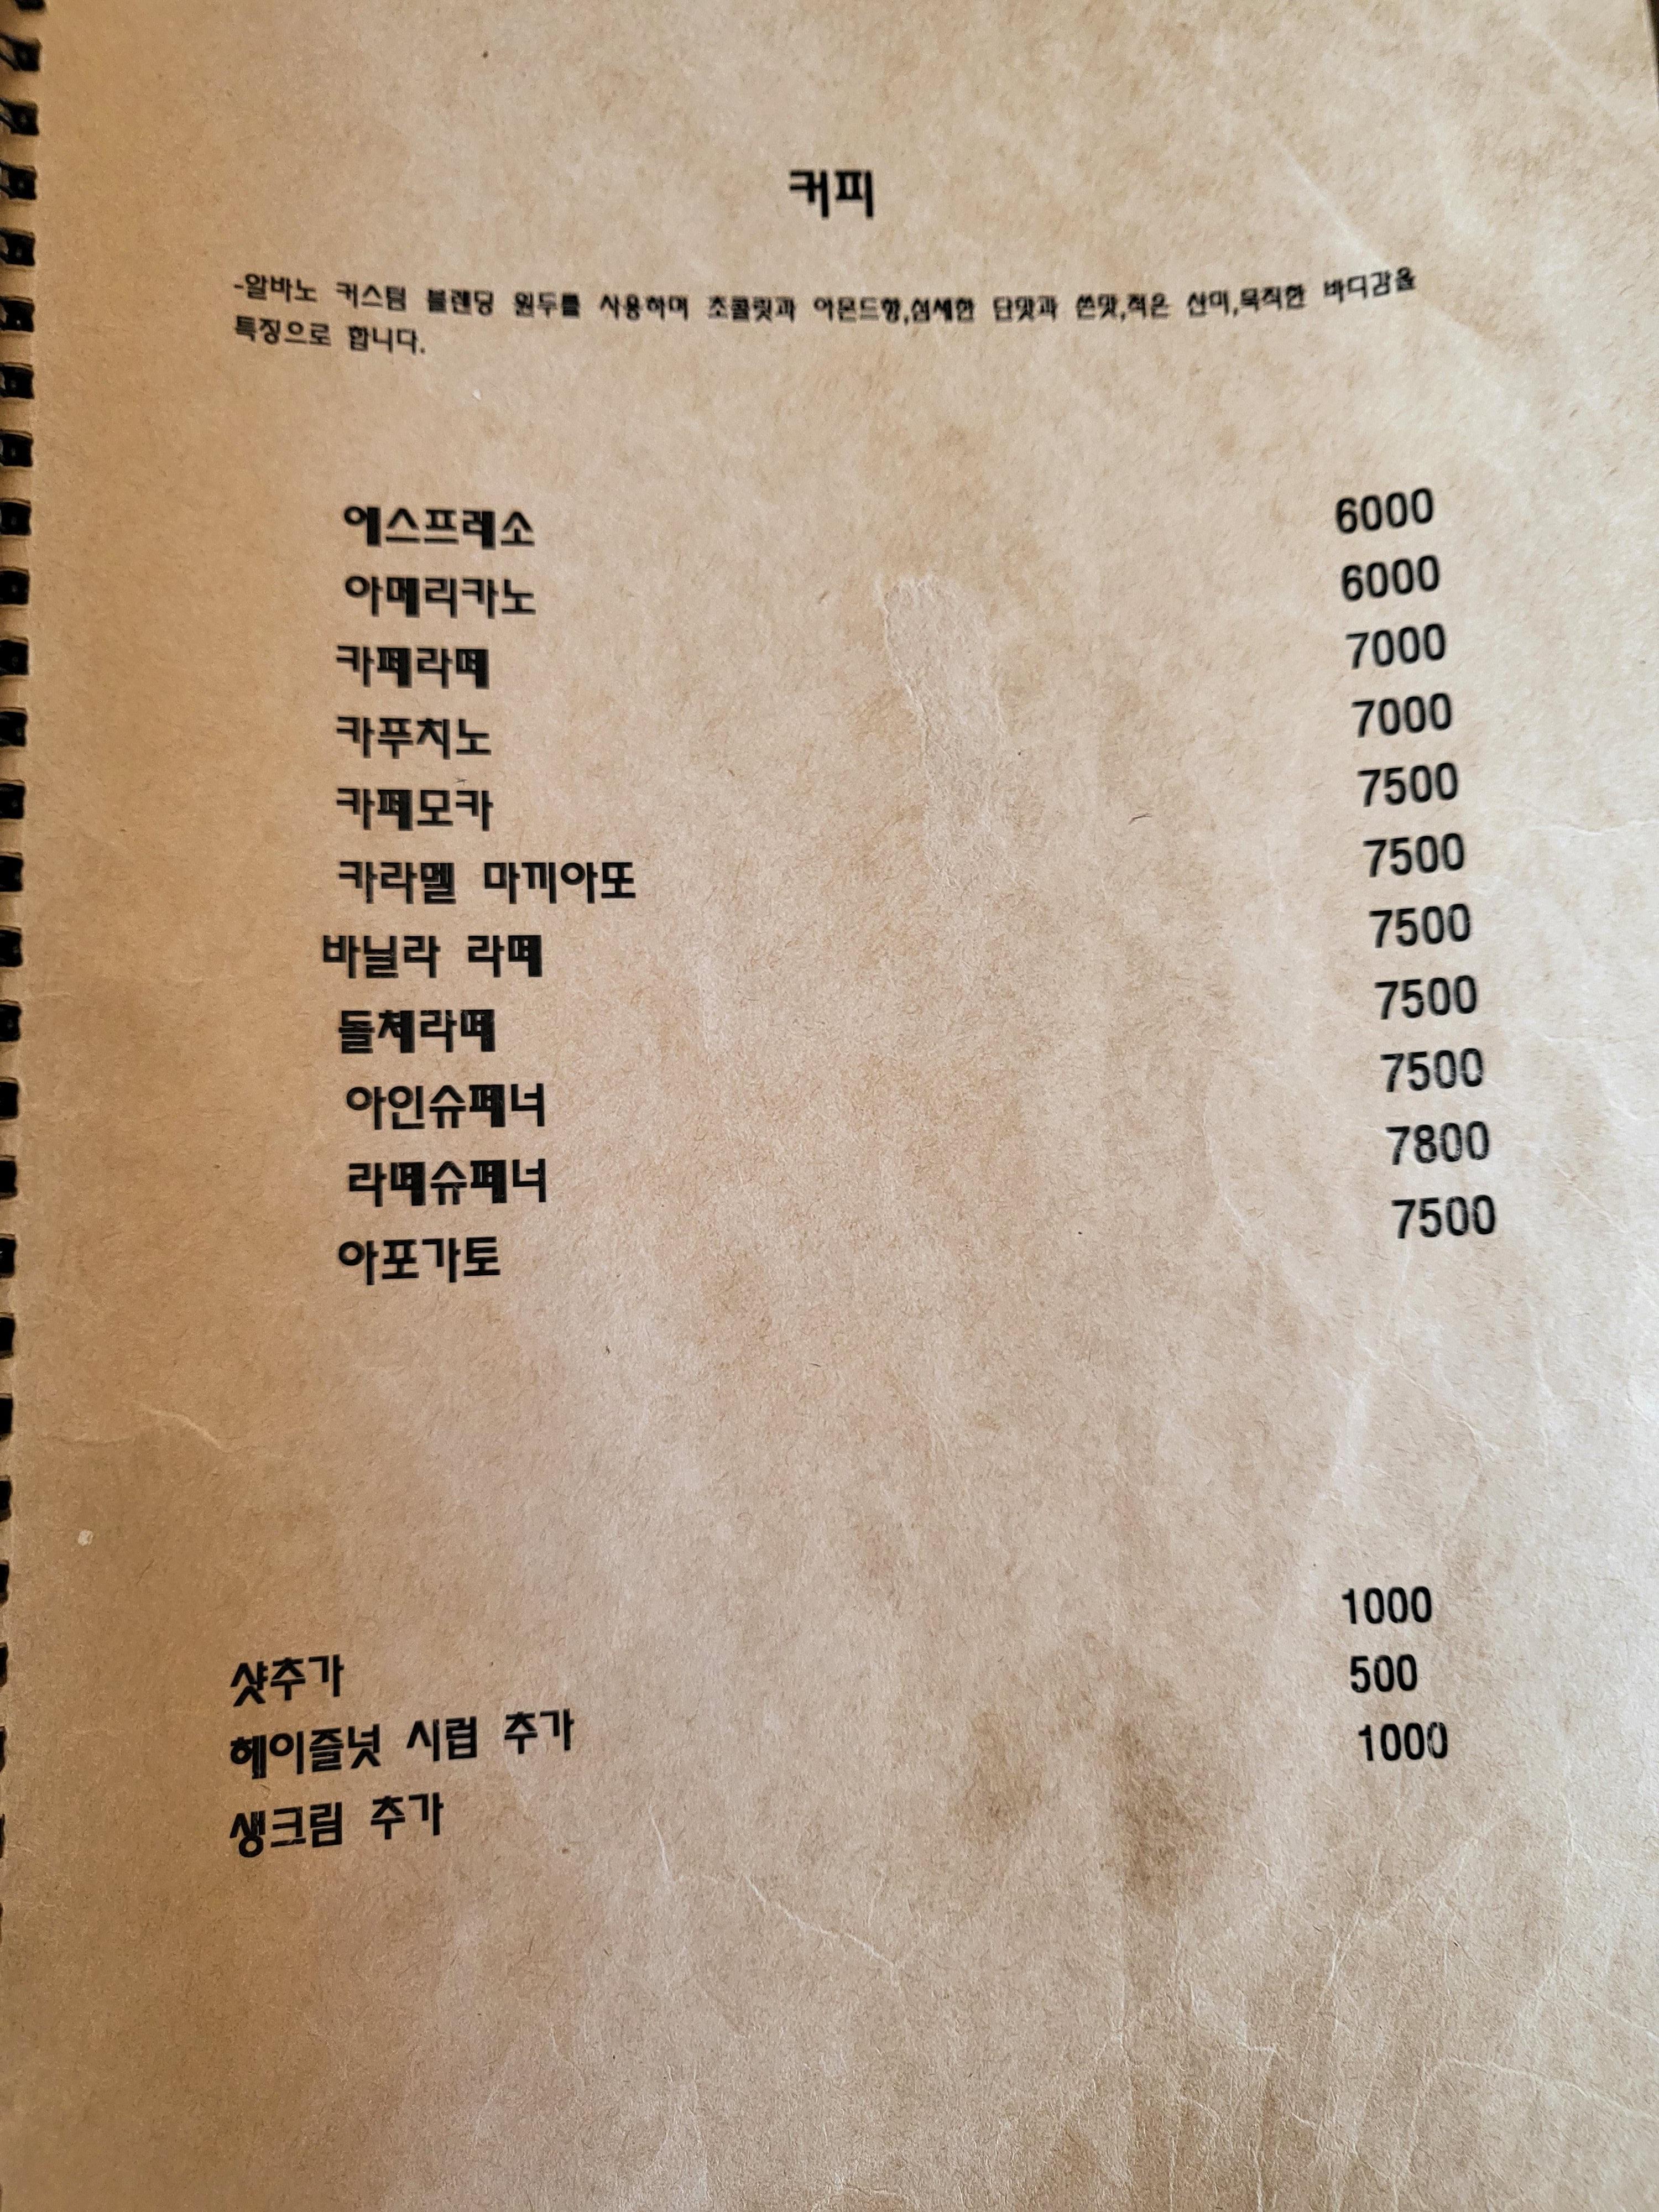 커피
-알바노 커스텀 블렌딩 원두를 사용하며 초콜릿과 아몬드향,섬세한 단맛과 쓴맛,적은 산미,묵직한 바디감을
특징으로 합니다.
에스프레소 6000
아메리카노 6000
카페라떼 7000
카푸치노 7000
카페모카 7500
카라멜 마끼아또 7500
바닐라 라떼 7500
돌체라떼 7500
아인슈페너 7500
라떼슈페너 7800
아포가토 7500
샷추가 1000
헤이즐넛 시럽 추가 500
생크림 추가 1000